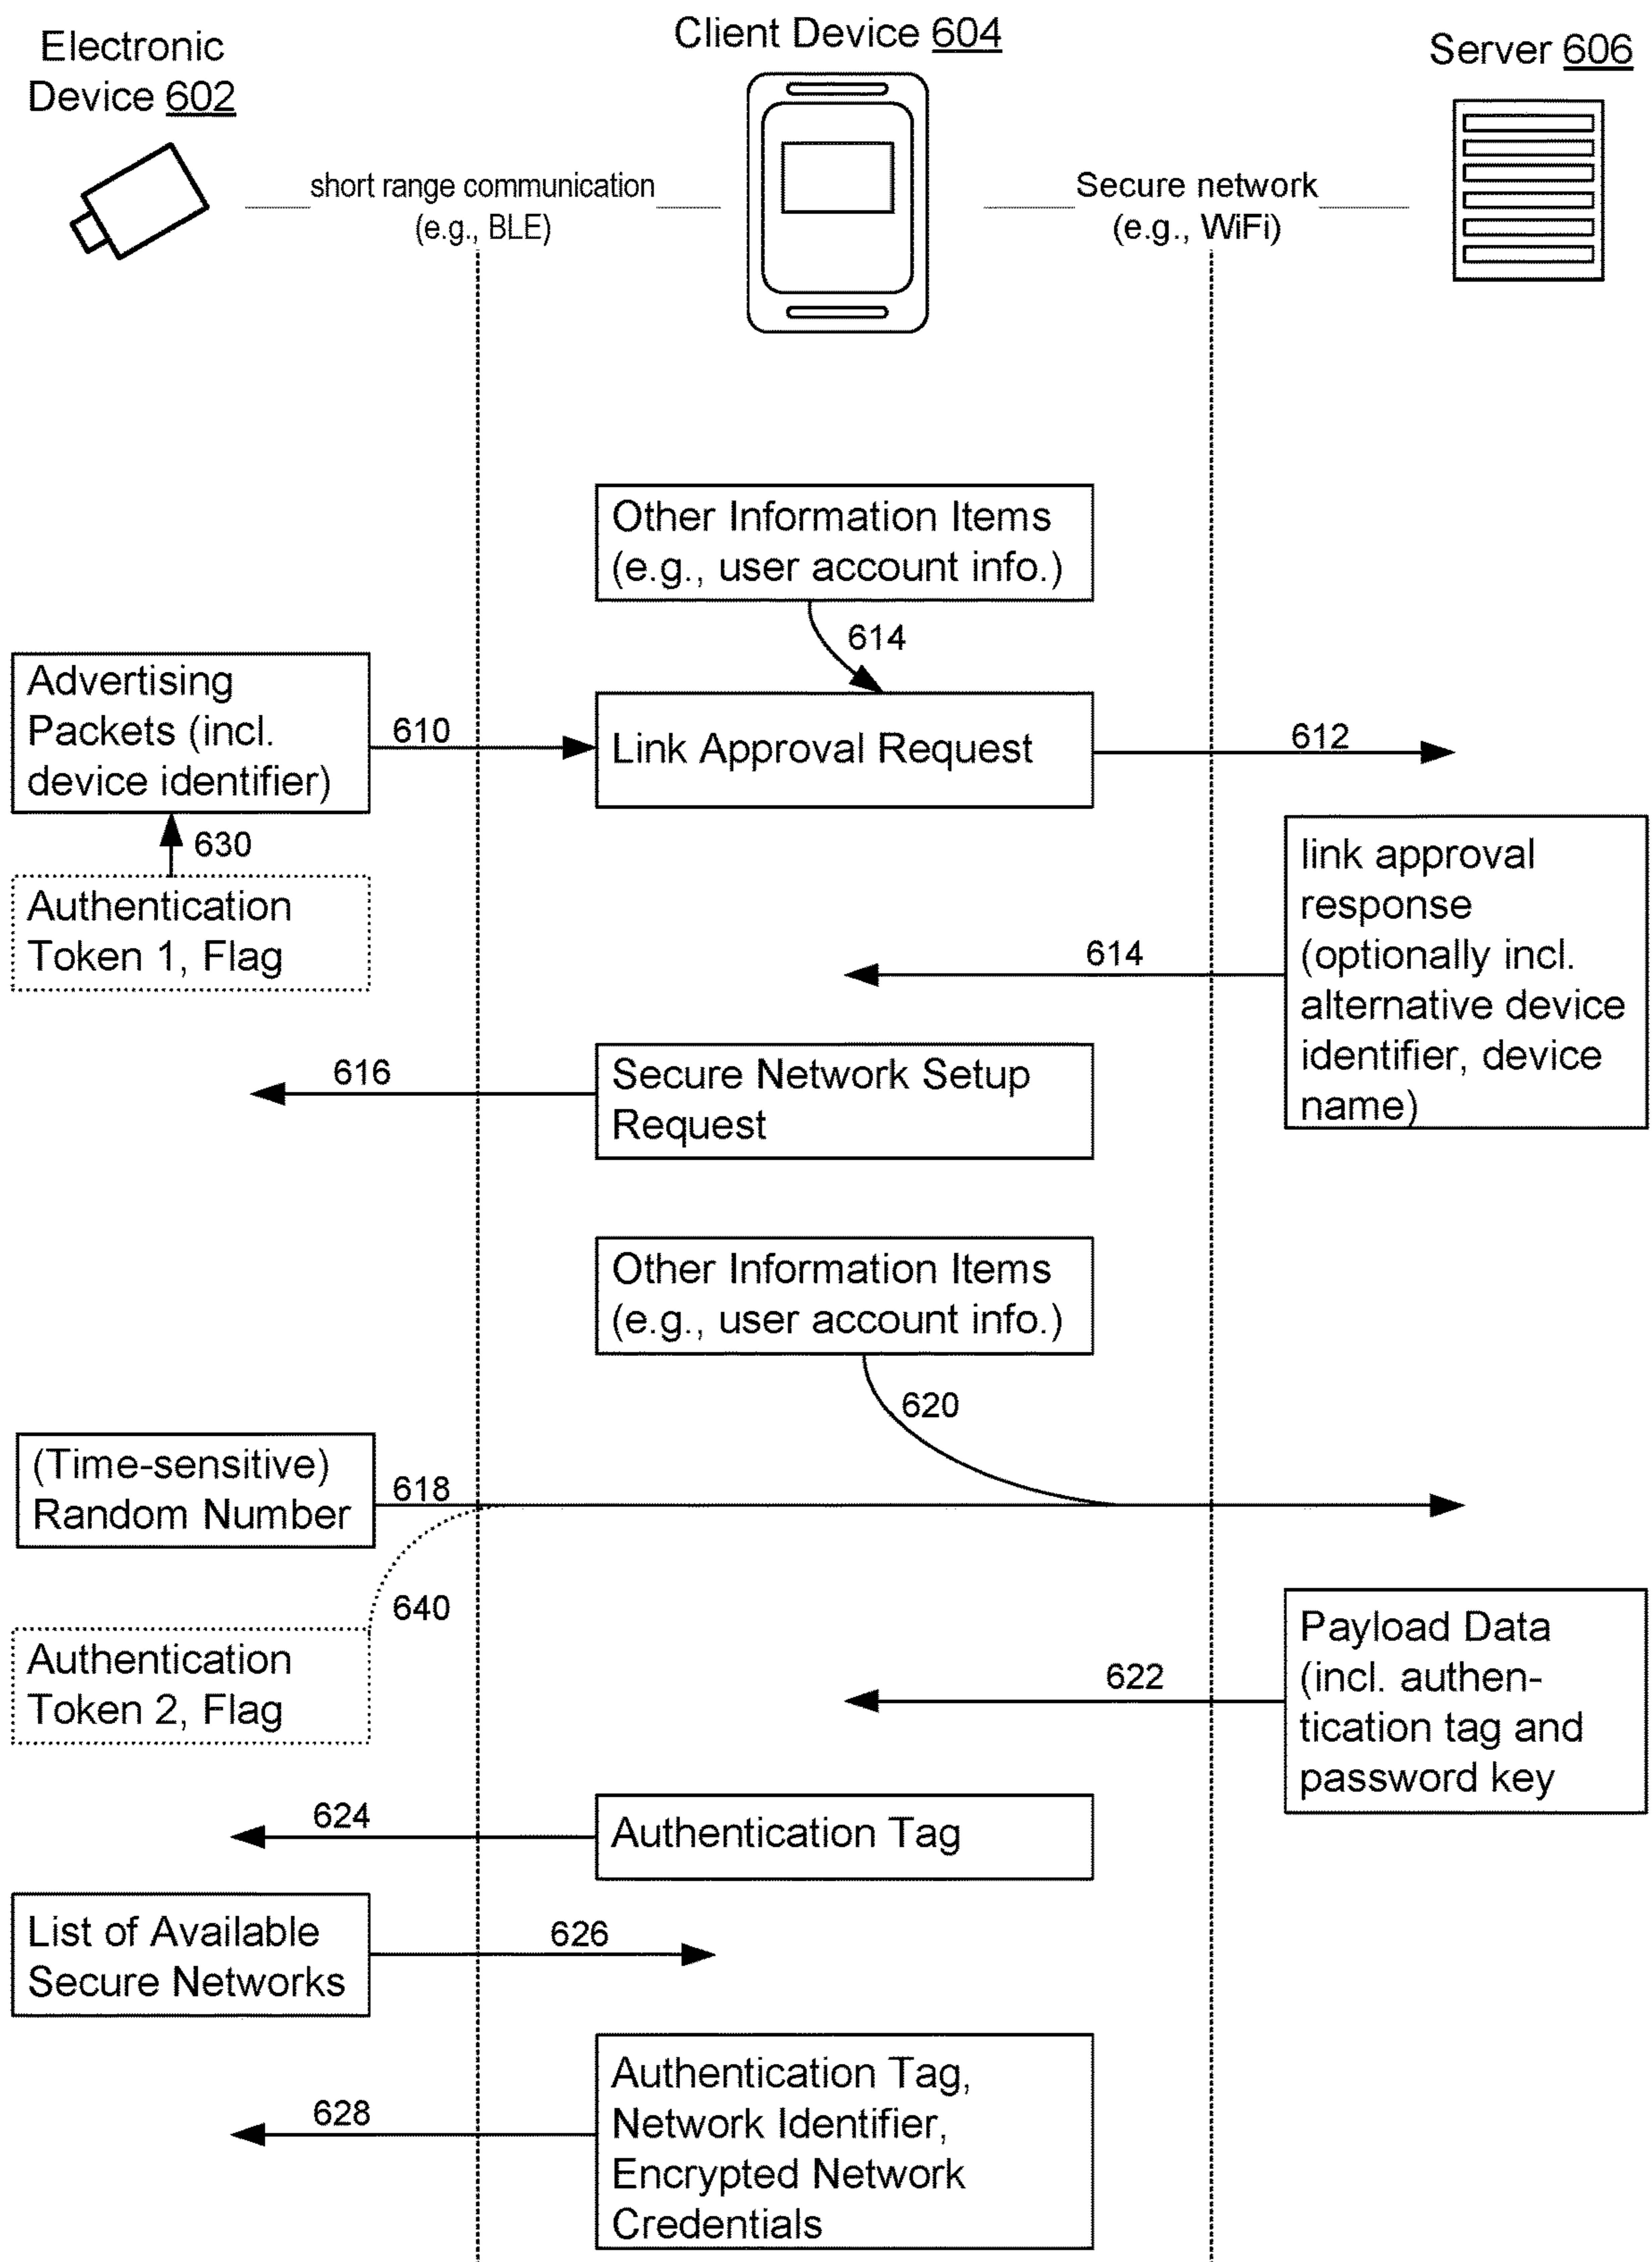 Electronic
Device 602
Client Device 604
Server 606
short range communication
(e.g., BLE)
Secure network
(e.g., WiFi)
Other Information Items
(e.g., user account info.)
614
Advertising
Packets (incl.
device identifier)
610
Link Approval Request
612
630
Authentication
Token 1, Flag
link approval
response
(optionally incl.
alternative device
identifier, device
name)
614
616
Secure Network Setup
Request
Other Information Items
(e.g., user account info.)
620
(Time-sensitive)
Random Number
618
640
Authentication
Token 2, Flag
Payload Data
(incl. authen-
tication tag and
password key
622
624
Authentication Tag
List of Available
Secure Networks
626
628
Authentication Tag,
Network Identifier,
Encrypted Network
Credentials